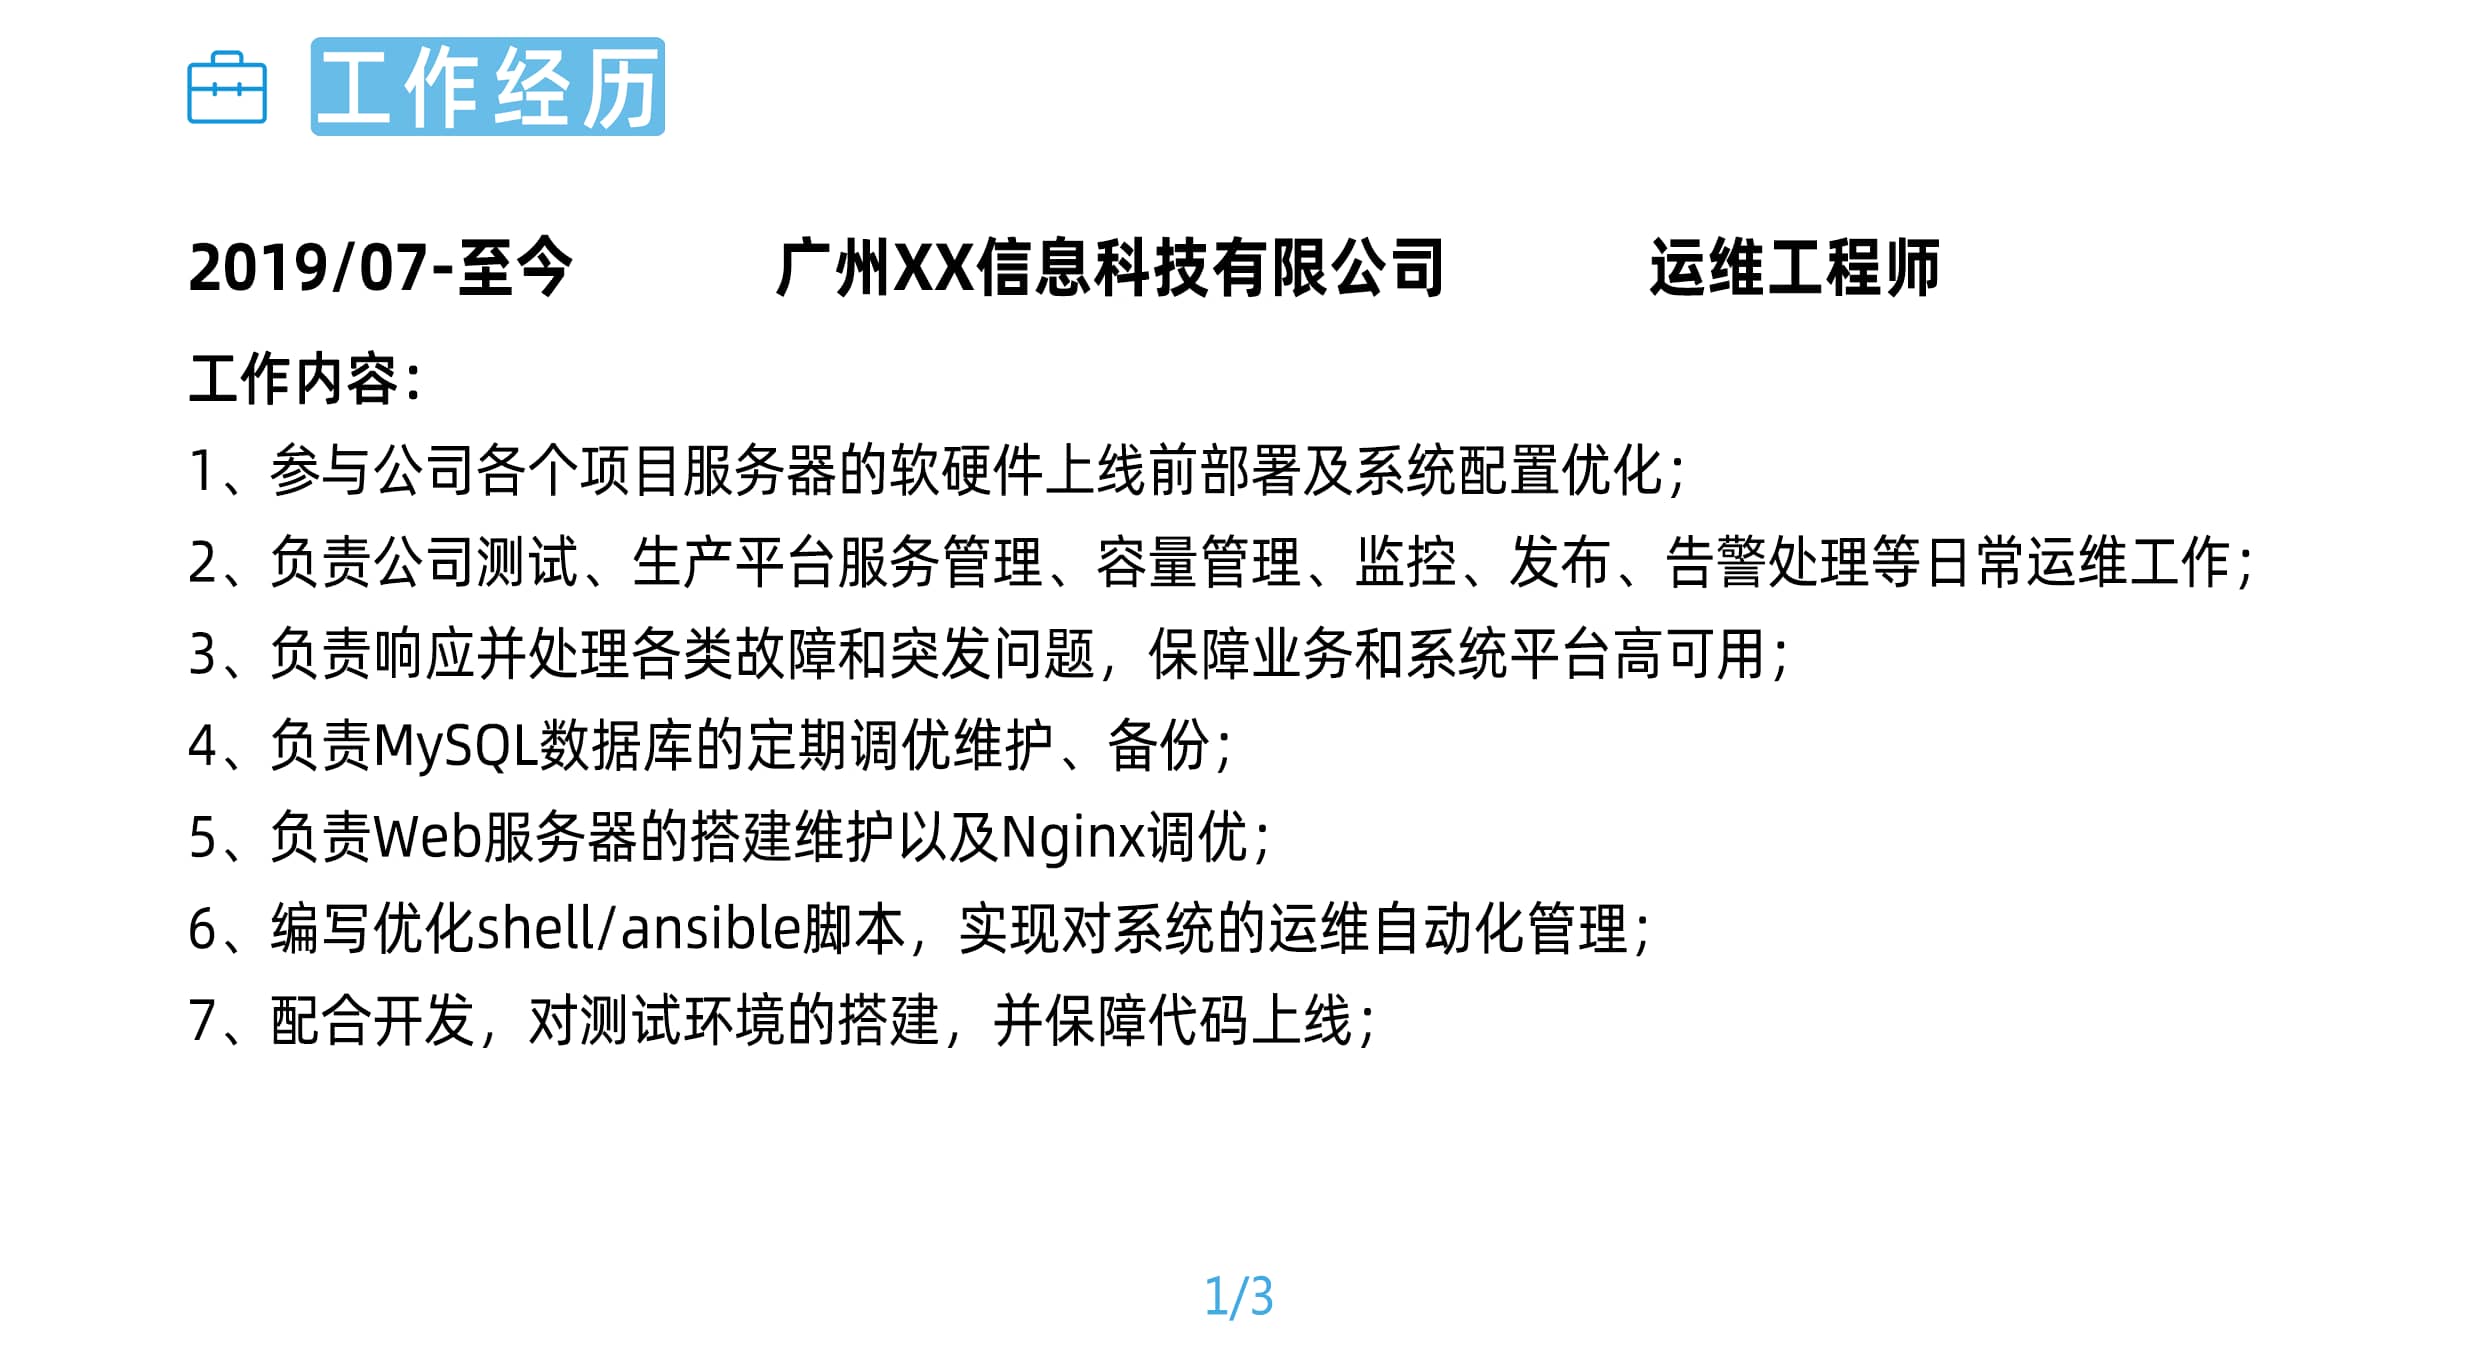 工作经历
2019/07-至今 广州XX信息科技有限公司 运维工程师
工作内容：
1、参与公司各个项目服务器的软硬件上线前部署及系统配置优化；
2、负责公司测试、生产平台服务管理、容量管理、监控、发布、告警处理等日常运维工作；
3、负责响应并处理各类故障和突发问题，保障业务和系统平台高可用；
4、负责MySQL数据库的定期调优维护、备份；
5、负责Web服务器的搭建维护以及Nginx调优；
6、编写优化shell/ansible脚本，实现对系统的运维自动化管理；
7、配合开发，对测试环境的搭建，并保障代码上线；
1/3